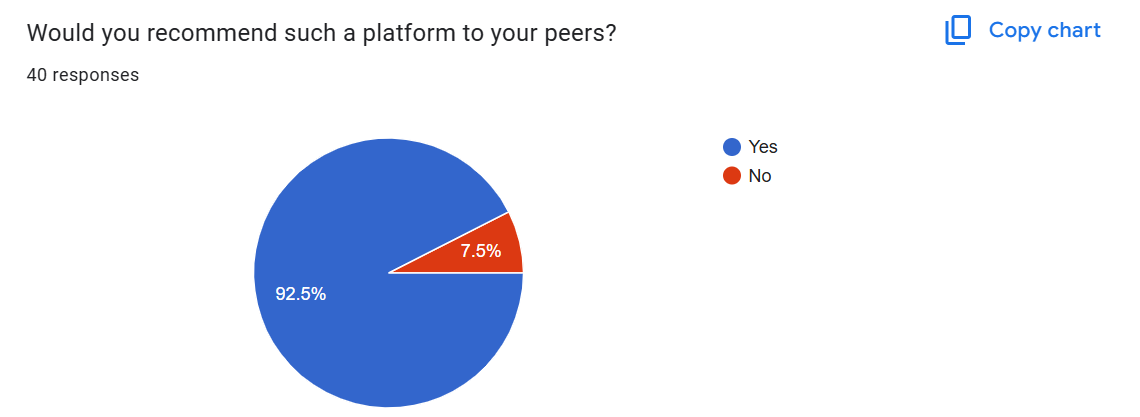 Would you recommend such a platform to your peers?
Copy chart
40 responses
Yes
No
7.5%
92.5%